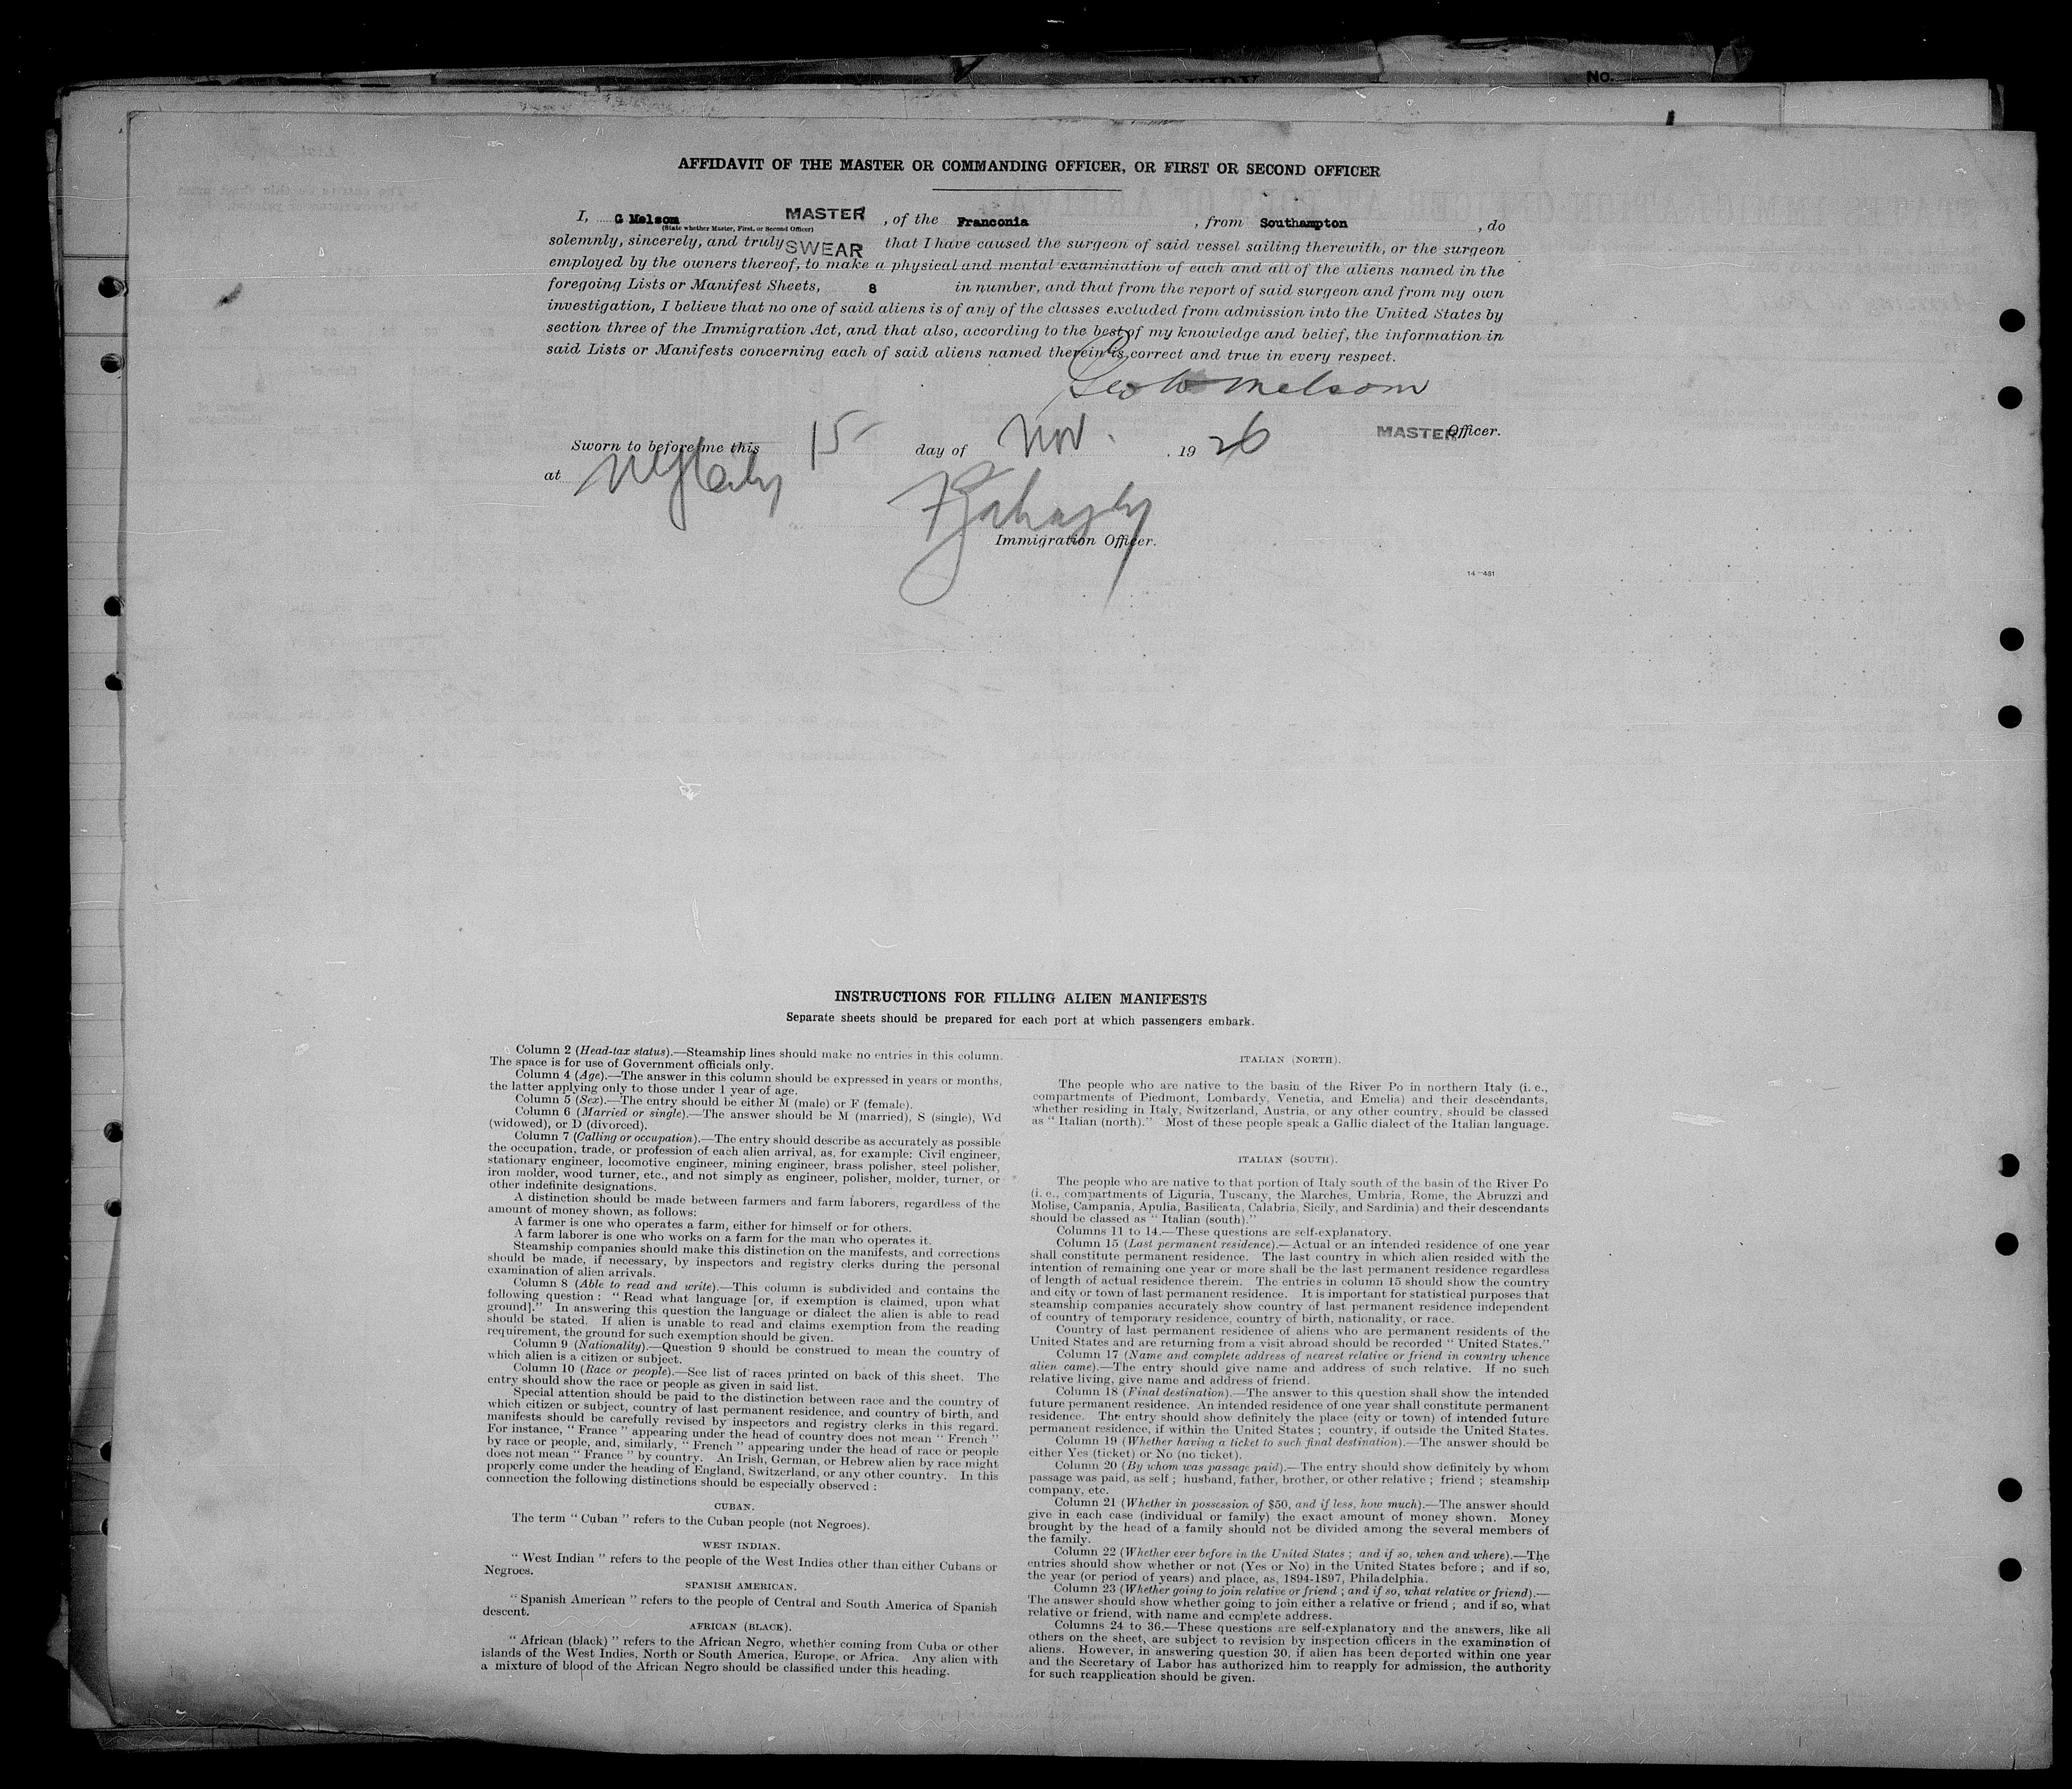 No.
AFFIDAVIT OF THE MASTER OR COMMANDING OFFICER, OR FIRST OR SECOND OFFICER
I, G Melsom MASTER, of the Franconia, from Southampton, do
(State whether Master, First, or Second Officer)
solemnly, sincerely, and truly SWEAR that I have caused the surgeon of said vessel sailing therewith, or the surgeon
employed by the owners thereof, to make a physical and mental examination of each and all of the aliens named in the
foregoing Lists or Manifest Sheets, 8 in number, and that from the report of said surgeon and from my own
investigation, I believe that no one of said aliens is of any of the classes excluded from admission into the United States by
section three of the Immigration Act, and that also, according to the best of my knowledge and belief, the information in
said Lists or Manifests concerning each of said aliens named therein is correct and true in every respect.
Geo W Melsom
MASTER Officer.
Sworn to before me this 15 day of Nov. , 19 26
at NY City
Immigration Officer.
14—481
INSTRUCTIONS FOR FILLING ALIEN MANIFESTS
Separate sheets should be prepared for each port at which passengers embark.
Column 2 (Head-tax status).—Steamship lines should make no entries in this column.
The space is for use of Government officials only.
Column 4 (Age).—The answer in this column should be expressed in years or months,
the latter applying only to those under 1 year of age.
Column 5 (Sex).—The entry should be either M (male) or F (female).
Column 6 (Married or single).—The answer should be M (married), S (single), Wd
(widowed), or D (divorced).
Column 7 (Calling or occupation).—The entry should describe as accurately as possible
the occupation, trade, or profession of each alien arrival, as, for example: Civil engineer,
stationary engineer, locomotive engineer, mining engineer, brass polisher, steel polisher,
iron molder, wood turner, etc., and not simply as engineer, polisher, molder, turner, or
other indefinite designations.
A distinction should be made between farmers and farm laborers, regardless of the
amount of money shown, as follows:
A farmer is one who operates a farm, either for himself or for others.
A farm laborer is one who works on a farm for the man who operates it.
Steamship companies should make this distinction on the manifests, and corrections
should be made, if necessary, by inspectors and registry clerks during the personal
examination of alien arrivals.
Column 8 (Able to read and write).—This column is subdivided and contains the
following question: "Read what language [or, if exemption is claimed, upon what
ground]." In answering this question the language or dialect the alien is able to read
should be stated. If alien is unable to read and claims exemption from the reading
requirement, the ground for such exemption should be given.
Column 9 (Nationality).—Question 9 should be construed to mean the country of
which alien is a citizen or subject.
Column 10 (Race or people).—See list of races printed on back of this sheet. The
entry should show the race or people as given in said list.
Special attention should be paid to the distinction between race and the country of
which citizen or subject, country of last permanent residence, and country of birth, and
manifests should be carefully revised by inspectors and registry clerks in this regard.
For instance, "France" appearing under the head of country does not mean "French"
by race or people, and, similarly, "French" appearing under the head of race or people
does not mean "France" by country. An Irish, German, or Hebrew alien by race might
properly come under the heading of England, Switzerland, or any other country. In this
connection the following distinctions should be especially observed:
CUBAN.
The term "Cuban" refers to the Cuban people (not Negroes).
WEST INDIAN.
"West Indian" refers to the people of the West Indies other than either Cubans or
Negroes.
SPANISH AMERICAN.
"Spanish American" refers to the people of Central and South America of Spanish
descent.
AFRICAN (BLACK).
"African (black)" refers to the African Negro, whether coming from Cuba or other
islands of the West Indies, North or South America, Europe, or Africa. Any alien with
a mixture of blood of the African Negro should be classified under this heading.
ITALIAN (NORTH).
The people who are native to the basin of the River Po in northern Italy (i. e.,
compartments of Piedmont, Lombardy, Venetia, and Emelia) and their descendants,
whether residing in Italy, Switzerland, Austria, or any other country, should be classed
as "Italian (north)." Most of these people speak a Gallic dialect of the Italian language.
ITALIAN (SOUTH).
The people who are native to that portion of Italy south of the basin of the River Po
(i. e., compartments of Liguria, Tuscany, the Marches, Umbria, Rome, the Abruzzi and
Molise, Campania, Apulia, Basilicata, Calabria, Sicily, and Sardinia) and their descendants
should be classed as "Italian (south)."
Columns 11 to 14.—These questions are self-explanatory.
Column 15 (Last permanent residence).—Actual or an intended residence of one year
shall constitute permanent residence. The last country in which alien resided with the
intention of remaining one year or more shall be the last permanent residence regardless
of length of actual residence therein. The entries in column 15 should show the country
and city or town of last permanent residence. It is important for statistical purposes that
steamship companies accurately show country of last permanent residence independent
of country of temporary residence, country of birth, nationality, or race.
Country of last permanent residence of aliens who are permanent residents of the
United States and are returning from a visit abroad should be recorded "United States."
Column 17 (Name and complete address of nearest relative or friend in country whence
alien came).—The entry should give name and address of such relative. If no such
relative living, give name and address of friend.
Column 18 (Final destination).—The answer to this question shall show the intended
future permanent residence. An intended residence of one year shall constitute permanent
residence. The entry should show definitely the place (city or town) of intended future
permanent residence, if within the United States; country, if outside the United States.
Column 19 (Whether having a ticket to such final destination).—The answer should be
either Yes (ticket) or No (no ticket).
Column 20 (By whom was passage paid).—The entry should show definitely by whom
passage was paid, as self; husband, father, brother, or other relative; friend; steamship
company, etc.
Column 21 (Whether in possession of $50, and if less, how much).—The answer should
give in each case (individual or family) the exact amount of money shown. Money
brought by the head of a family should not be divided among the several members of
the family.
Column 22 (Whether ever before in the United States; and if so, when and where).—The
entries should show whether or not (Yes or No) in the United States before; and if so,
the year (or period of years) and place, as, 1894-1897, Philadelphia.
Column 23 (Whether going to join relative or friend; and if so, what relative or friend).—
The answer should show whether going to join either a relative or friend; and if so, what
relative or friend, with name and complete address.
Columns 24 to 36.—These questions are self-explanatory and the answers, like all
others on the sheet, are subject to revision by inspection officers in the examination of
aliens. However, in answering question 30, if alien has been deported within one year
and the Secretary of Labor has authorized him to reapply for admission, the authority
for such reapplication should be given.